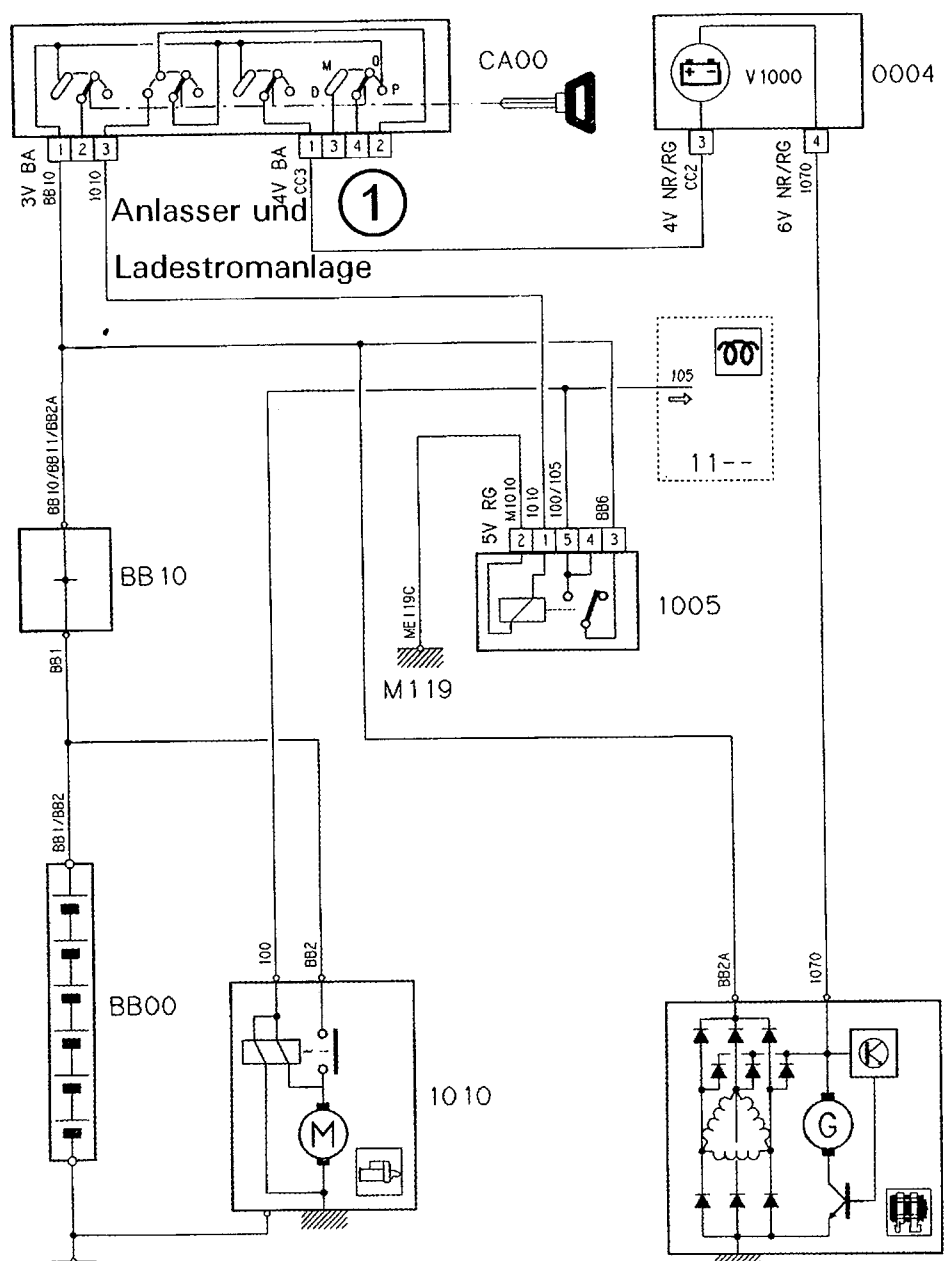 CA00
M
O
D
P
V1000
0004
1 2 3
1 3 4 2
3
4
3V BA
BB10
1010
4V BA
CC3
4V NR/RG
CC2
6V NR/RG
1070
1
Anlasser und
Ladestromanlage
105
11--
BB10/BB11/BB2A
5V RG
M1010
1010
100/105
BB6
2 1 5 4 3
BB10
1005
ME119C
M119
BB1
BB1/BB2
BB00
100
BB2
BB2A
1070
1010
M
G